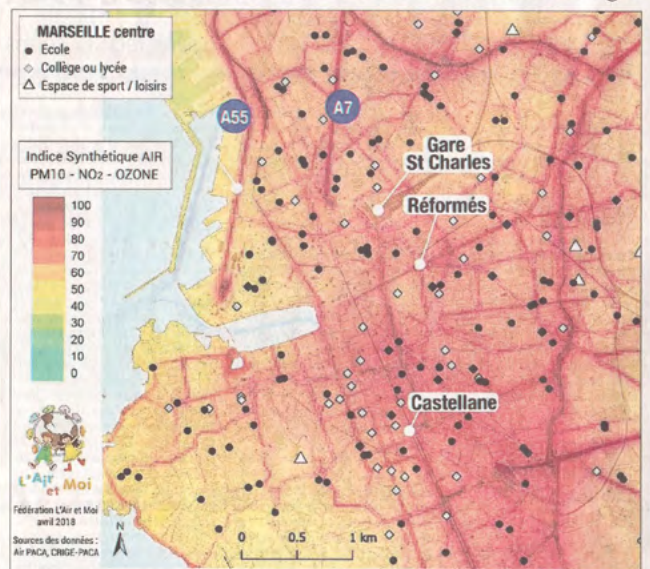 MARSEILLE centre
Ecole
Collège ou lycée
Espace de sport / loisirs
Indice Synthétique AIR
PM10 - NO2 - OZONE
100
90
80
70
60
50
40
30
20
10
0
A55
A7
Gare
St Charles
Réformés
Castellane
L'Air
et Moi
Fédération L'Air et Moi
avril 2018
Sources des données :
Air PACA, CRIGE-PACA
N
0 0.5 1 km